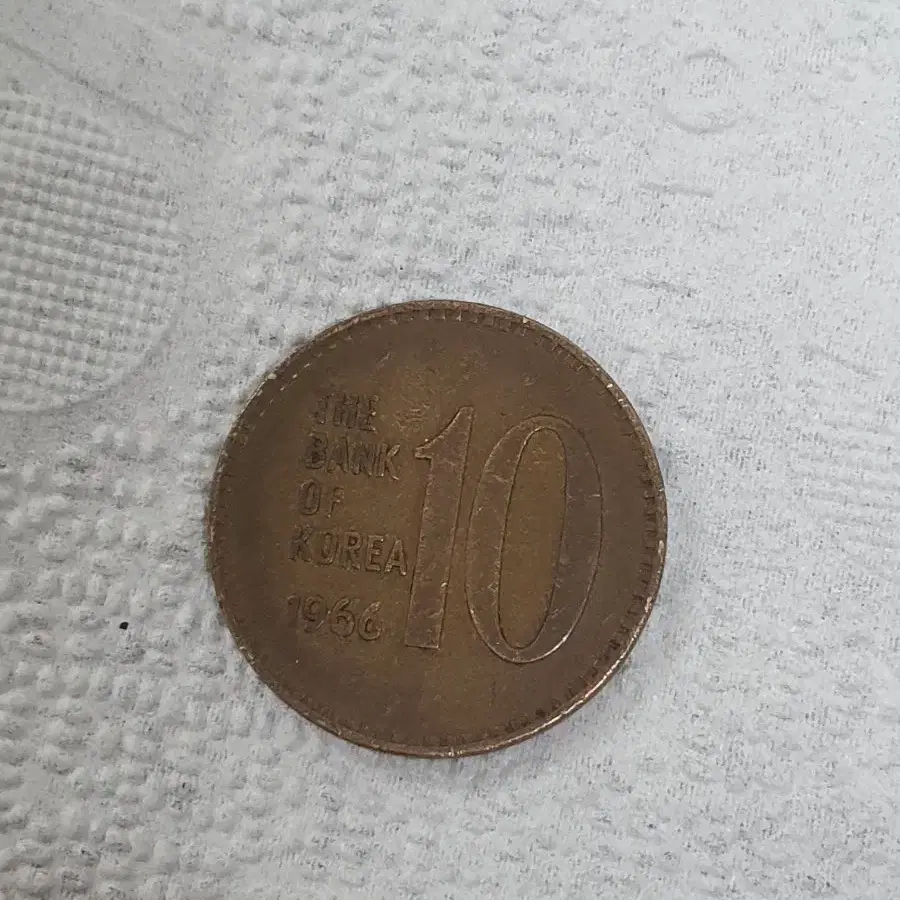 THE
BANK
OF
KOREA
1966
10